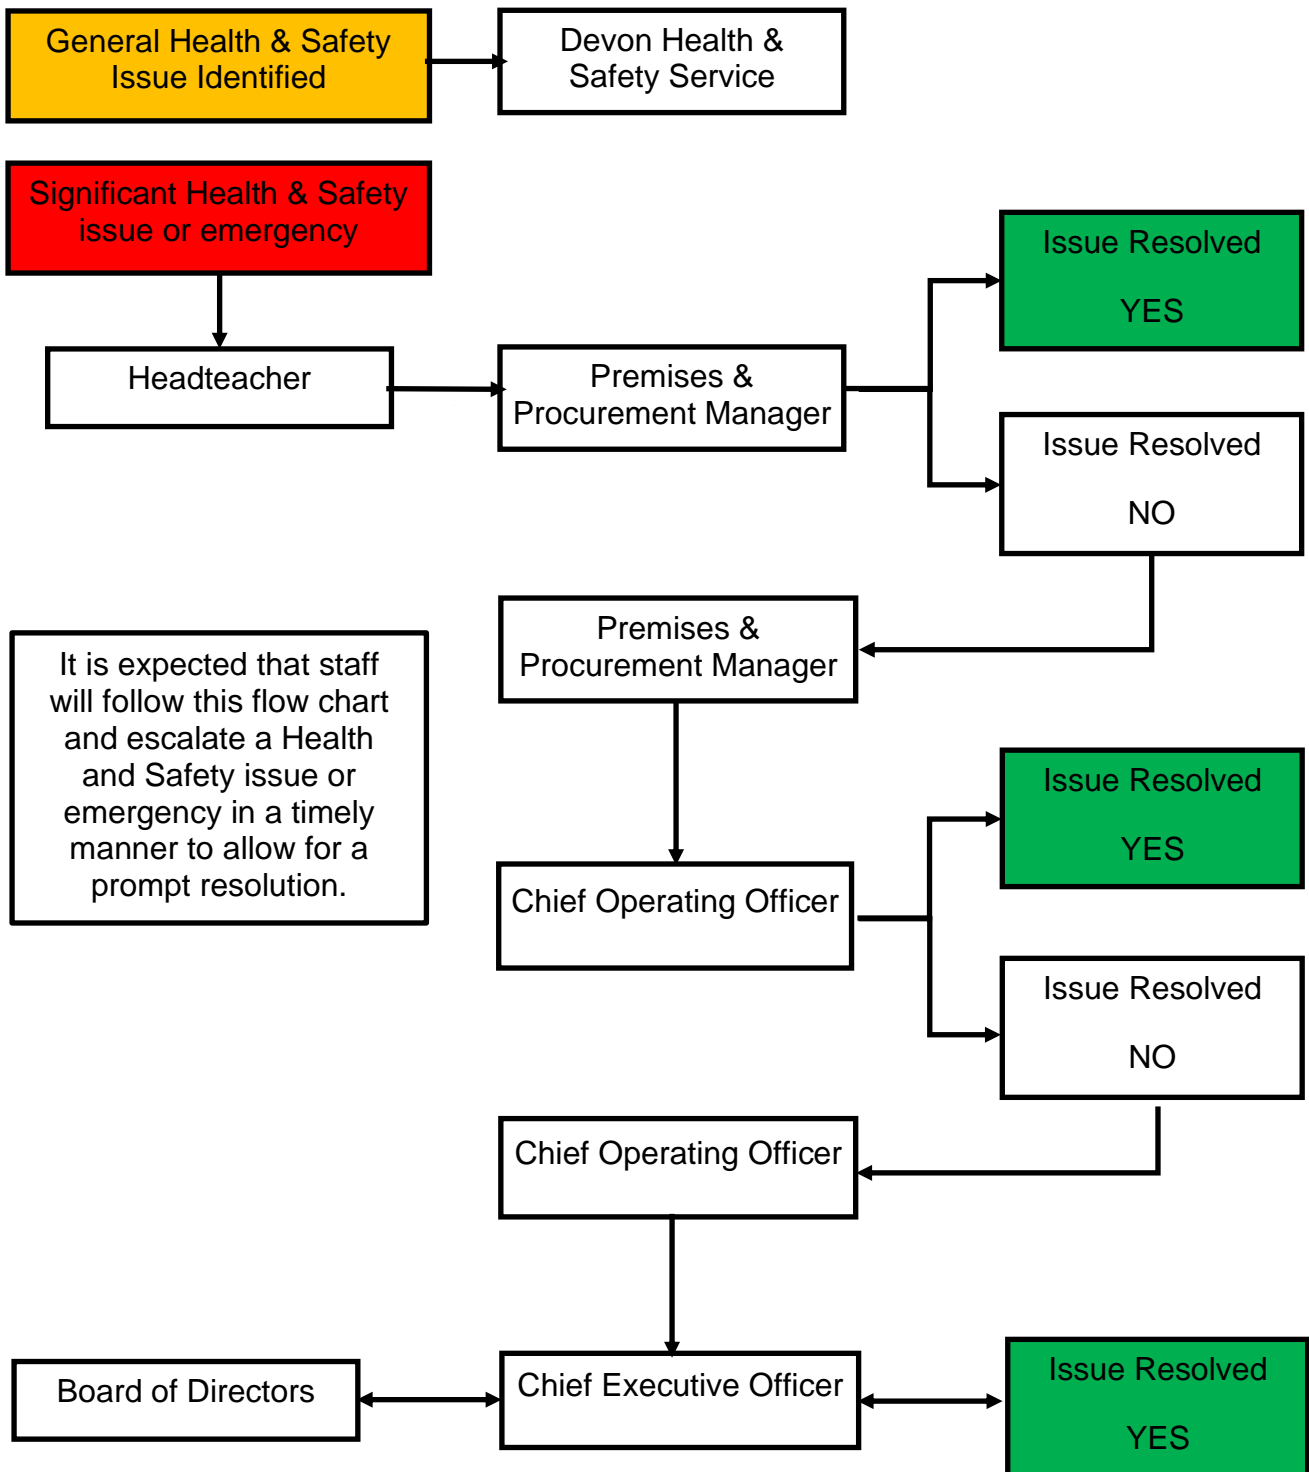 General Health & Safety
Issue Identified
Devon Health &
Safety Service
Significant Health & Safety
issue or emergency
Headteacher
Premises &
Procurement Manager
Issue Resolved
YES
Issue Resolved
NO
Premises &
Procurement Manager
It is expected that staff
will follow this flow chart
and escalate a Health
and Safety issue or
emergency in a timely
manner to allow for a
prompt resolution.
Chief Operating Officer
Issue Resolved
YES
Issue Resolved
NO
Chief Operating Officer
Board of Directors
Chief Executive Officer
Issue Resolved
YES